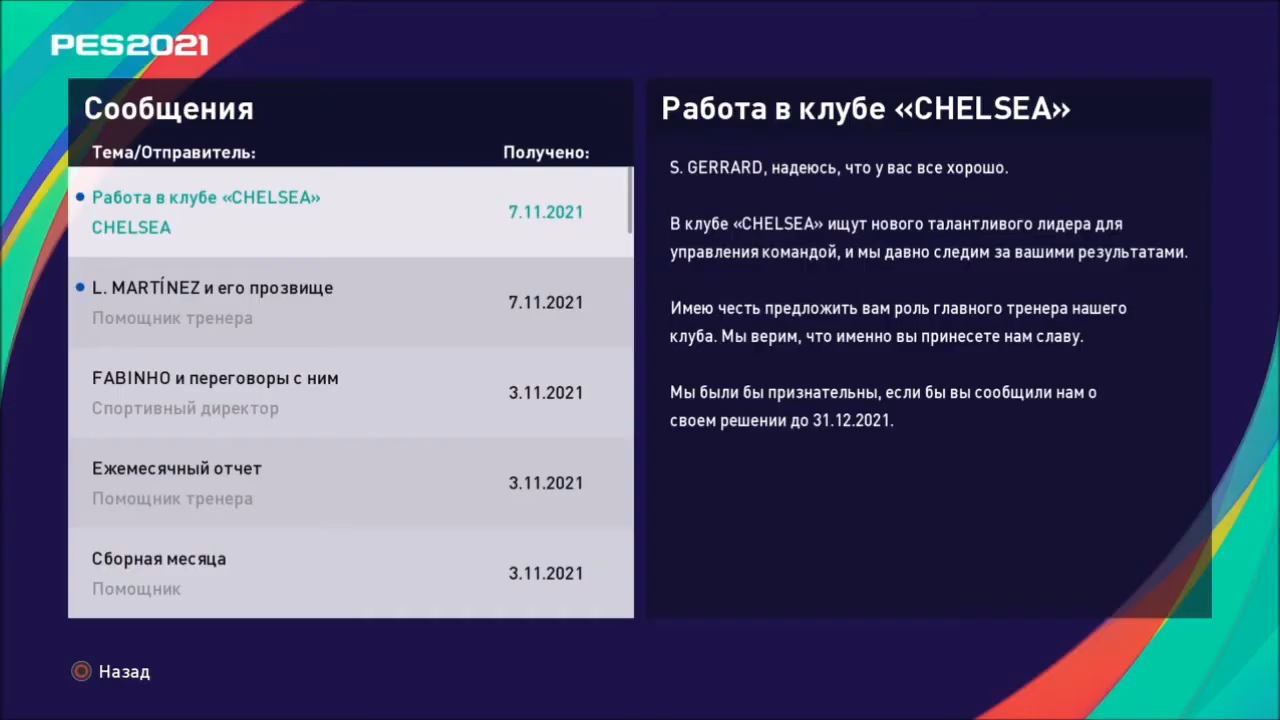 PES2021
Сообщения
Тема/Отправитель: Получено:
Работа в клубе «CHELSEA»
CHELSEA
7.11.2021
L. MARTÍNEZ и его прозвище
Помощник тренера
7.11.2021
FABINHO и переговоры с ним
Спортивный директор
3.11.2021
Ежемесячный отчет
Помощник тренера
3.11.2021
Сборная месяца
Помощник
3.11.2021
Работа в клубе «CHELSEA»
S. GERRARD, надеюсь, что у вас все хорошо.
В клубе «CHELSEA» ищут нового талантливого лидера для
управления командой, и мы давно следим за вашими результатами.
Имею честь предложить вам роль главного тренера нашего
клуба. Мы верим, что именно вы принесете нам славу.
Мы были бы признательны, если бы вы сообщили нам о
своем решении до 31.12.2021.
Назад